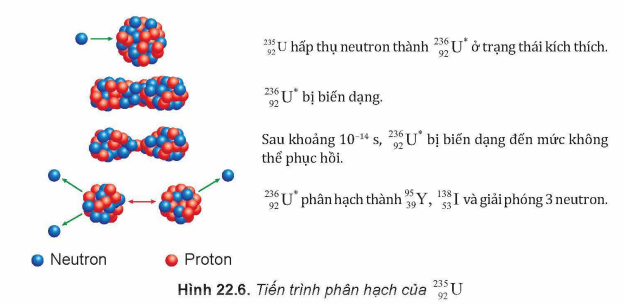 ²³⁵₉₂U hấp thụ neutron thành ²³⁶₉₂U* ở trạng thái kích thích.
²³⁶₉₂U* bị biến dạng.
Sau khoảng 10⁻¹⁴ s, ²³⁶₉₂U* bị biến dạng đến mức không
thể phục hồi.
²³⁶₉₂U* phân hạch thành ⁹⁵₃₉Y, ¹³⁸₅₃I và giải phóng 3 neutron.
Neutron
Proton
Hình 22.6. Tiến trình phân hạch của ²³⁵₉₂U